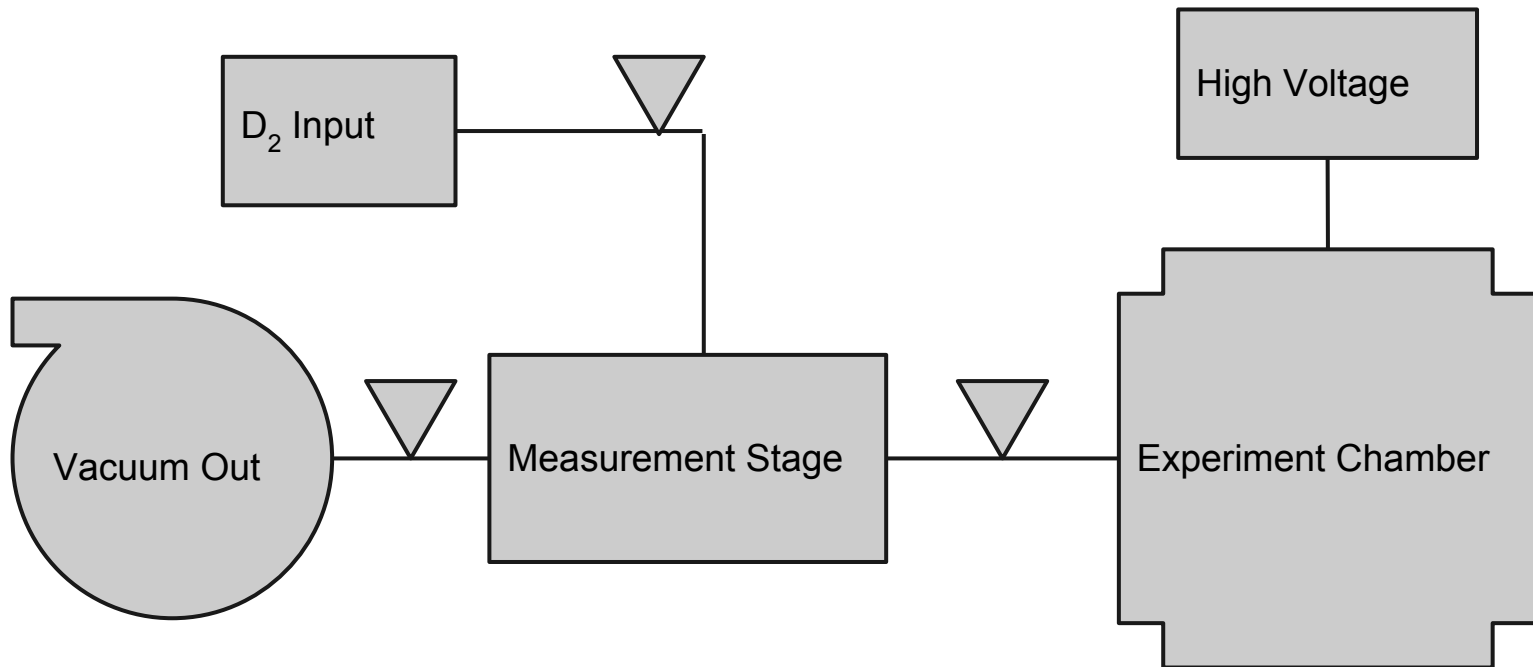 D₂ Input
High Voltage
Vacuum Out
Measurement Stage
Experiment Chamber